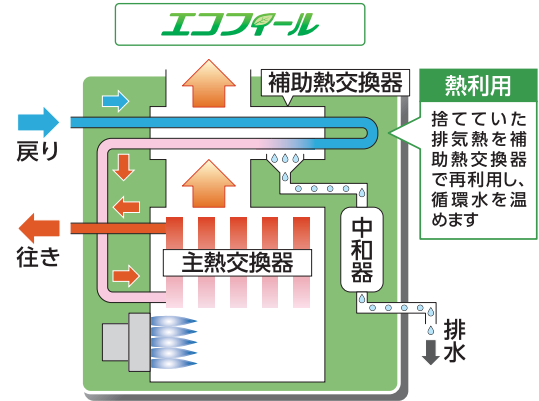 エコフィール
補助熱交換器
熱利用
捨てていた
排気熱を補
助熱交換器
で再利用し、
循環水を温
めます
戻り
往き
主熱交換器
中和器
排水